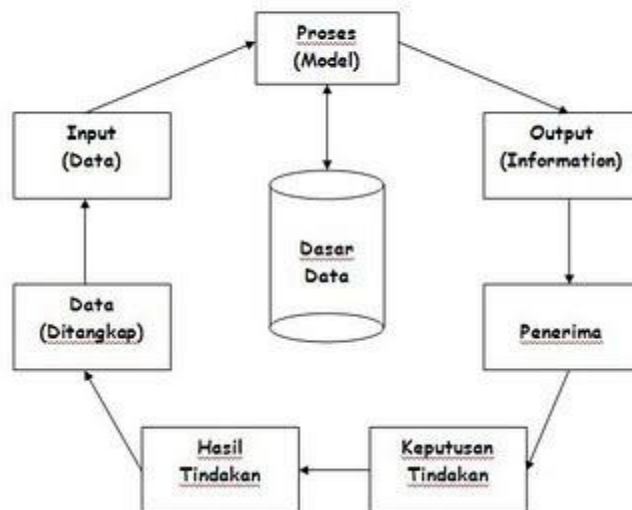 Proses
(Model)
Input
(Data)
Output
(Information)
Dasar
Data
Data
(Ditangkap)
Penerima
Hasil
Tindakan
Keputusan
Tindakan